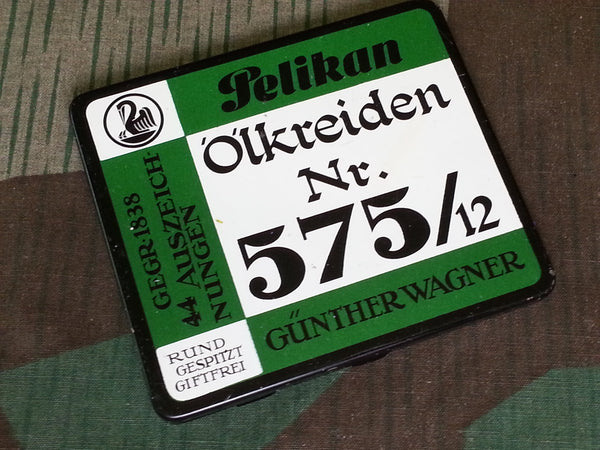 Pelikan
Ölkreiden
Nr.
575/12
GÜNTHER WAGNER
GEGR·1838
44 AUSZEICH-
NUNGEN
RUND
GESPITZT
GIFTFREI